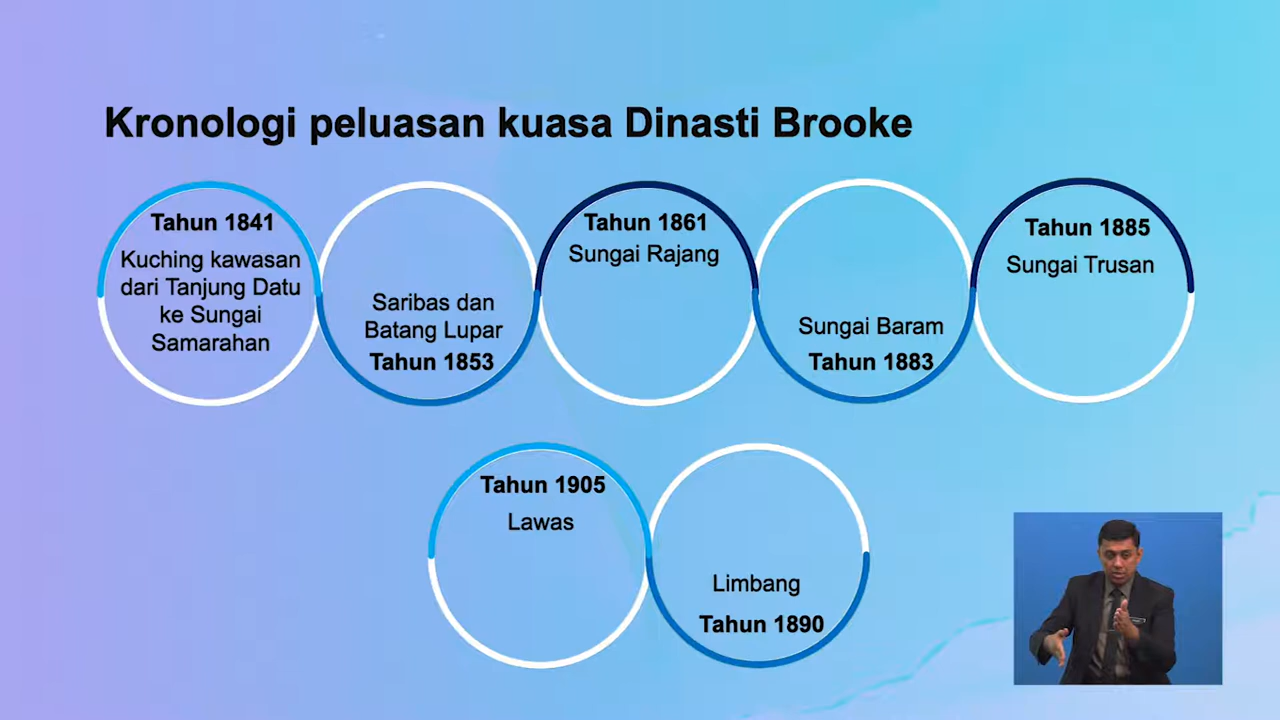 Kronologi peluasan kuasa Dinasti Brooke
Tahun 1841
Kuching kawasan
dari Tanjung Datu
ke Sungai
Samarahan
Saribas dan
Batang Lupar
Tahun 1853
Tahun 1861
Sungai Rajang
Sungai Baram
Tahun 1883
Tahun 1885
Sungai Trusan
Tahun 1905
Lawas
Limbang
Tahun 1890